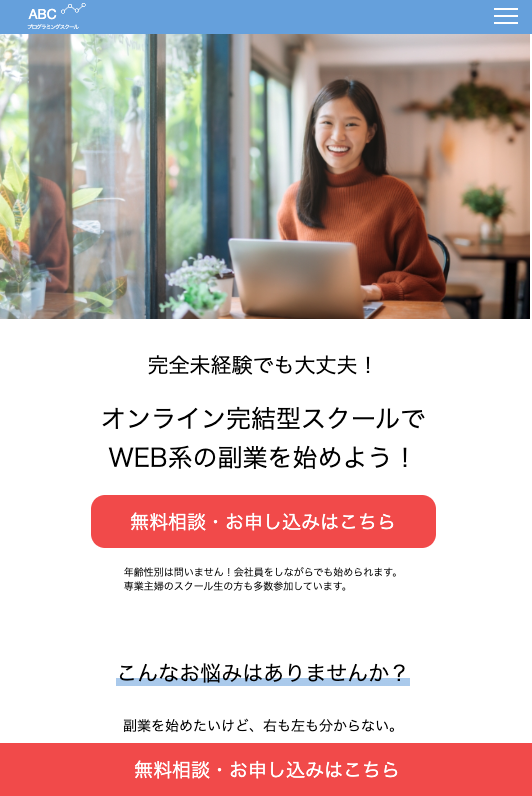 ABC
プログラミングスクール
完全未経験でも大丈夫！
オンライン完結型スクールで
WEB系の副業を始めよう！
無料相談・お申し込みはこちら
年齢性別は問いません！会社員をしながらでも始められます。
専業主婦のスクール生の方も多数参加しています。
こんなお悩みはありませんか？
副業を始めたいけど、右も左も分からない。
無料相談・お申し込みはこちら